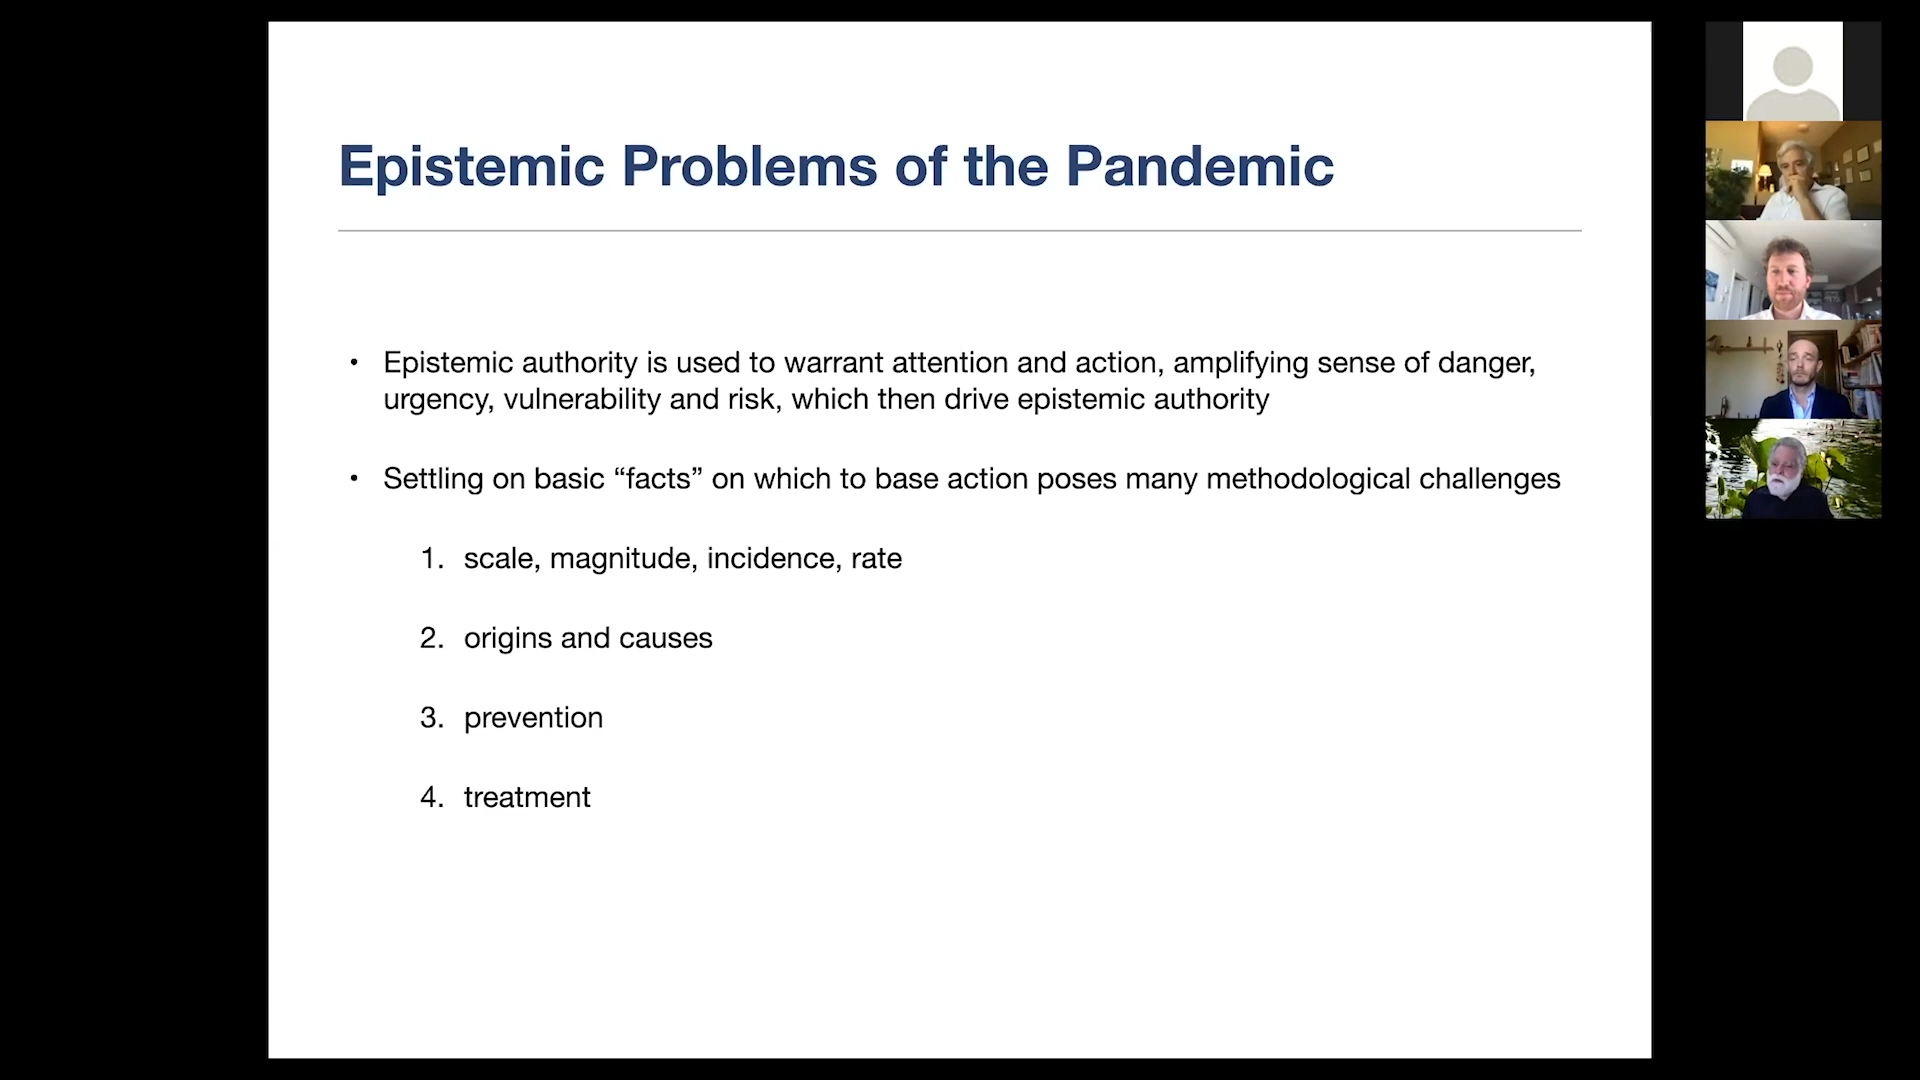 Epistemic Problems of the Pandemic
• Epistemic authority is used to warrant attention and action, amplifying sense of danger,
urgency, vulnerability and risk, which then drive epistemic authority
• Settling on basic “facts” on which to base action poses many methodological challenges
1. scale, magnitude, incidence, rate
2. origins and causes
3. prevention
4. treatment